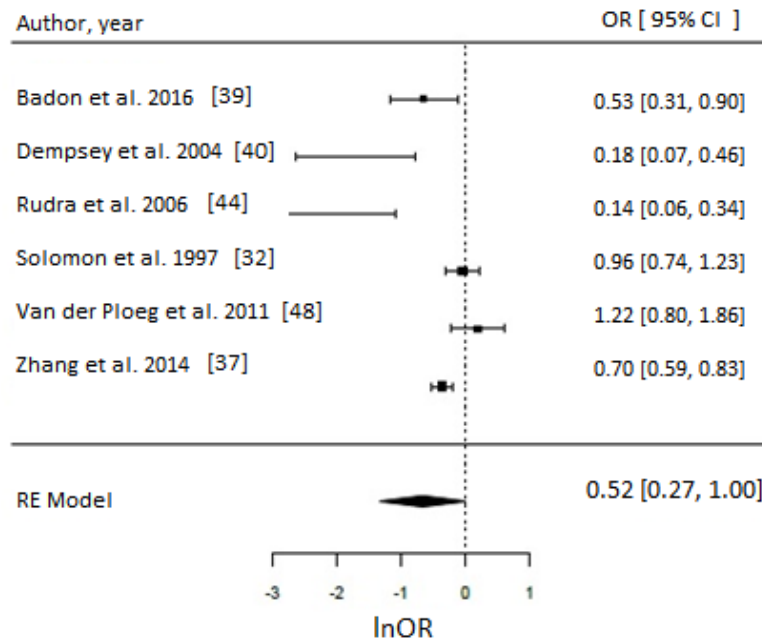 Author, year OR [ 95% CI ]
Badon et al. 2016 [39] 0.53 [0.31, 0.90]
Dempsey et al. 2004 [40] 0.18 [0.07, 0.46]
Rudra et al. 2006 [44] 0.14 [0.06, 0.34]
Solomon et al. 1997 [32] 0.96 [0.74, 1.23]
Van der Ploeg et al. 2011 [48] 1.22 [0.80, 1.86]
Zhang et al. 2014 [37] 0.70 [0.59, 0.83]
RE Model 0.52 [0.27, 1.00]
-3 -2 -1 0 1
lnOR